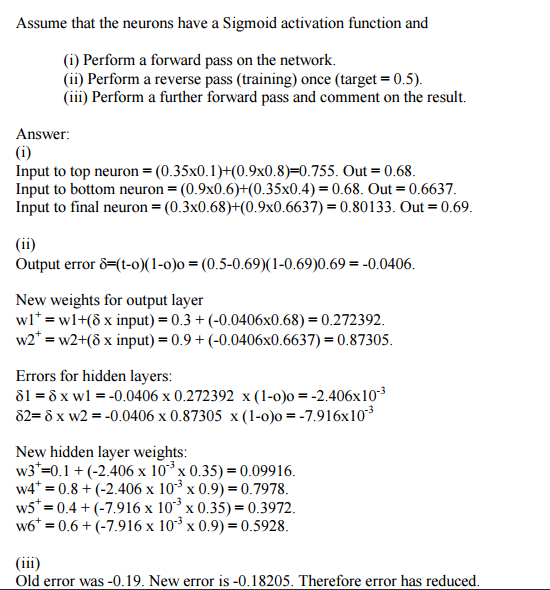 Assume that the neurons have a Sigmoid activation function and
(i) Perform a forward pass on the network.
(ii) Perform a reverse pass (training) once (target = 0.5).
(iii) Perform a further forward pass and comment on the result.
Answer:
(i)
Input to top neuron = (0.35x0.1)+(0.9x0.8)=0.755. Out = 0.68.
Input to bottom neuron = (0.9x0.6)+(0.35x0.4) = 0.68. Out = 0.6637.
Input to final neuron = (0.3x0.68)+(0.9x0.6637) = 0.80133. Out = 0.69.
(ii)
Output error δ=(t-o)(1-o)o = (0.5-0.69)(1-0.69)0.69 = -0.0406.
New weights for output layer
w1⁺ = w1+(δ x input) = 0.3 + (-0.0406x0.68) = 0.272392.
w2⁺ = w2+(δ x input) = 0.9 + (-0.0406x0.6637) = 0.87305.
Errors for hidden layers:
δ1 = δ x w1 = -0.0406 x 0.272392 x (1-o)o = -2.406x10⁻³
δ2= δ x w2 = -0.0406 x 0.87305 x (1-o)o = -7.916x10⁻³
New hidden layer weights:
w3⁺=0.1 + (-2.406 x 10⁻³ x 0.35) = 0.09916.
w4⁺ = 0.8 + (-2.406 x 10⁻³ x 0.9) = 0.7978.
w5⁺ = 0.4 + (-7.916 x 10⁻³ x 0.35) = 0.3972.
w6⁺ = 0.6 + (-7.916 x 10⁻³ x 0.9) = 0.5928.
(iii)
Old error was -0.19. New error is -0.18205. Therefore error has reduced.